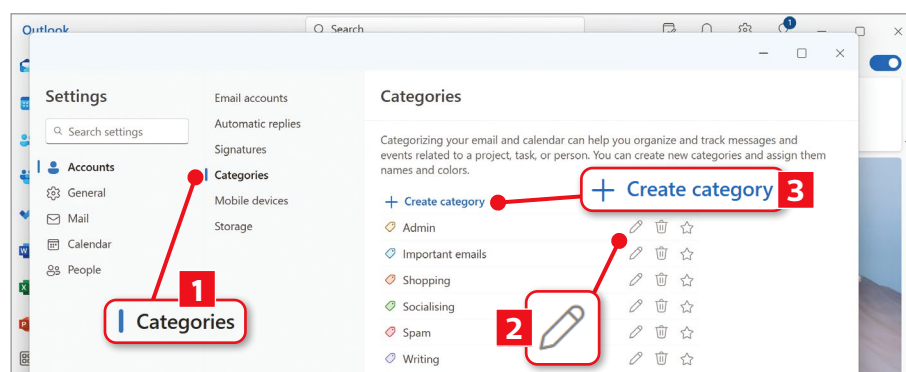 Outlook
Search
1
Settings
Search settings
Accounts
General
Mail
Calendar
People
Email accounts
Automatic replies
Signatures
Categories
Mobile devices
Storage
Categories
Categorizing your email and calendar can help you organize and track messages and
events related to a project, task, or person. You can create new categories and assign them
names and colors.
+ Create category
Admin
Important emails
Shopping
Socialising
Spam
Writing
+ Create category 3
1
Categories
2